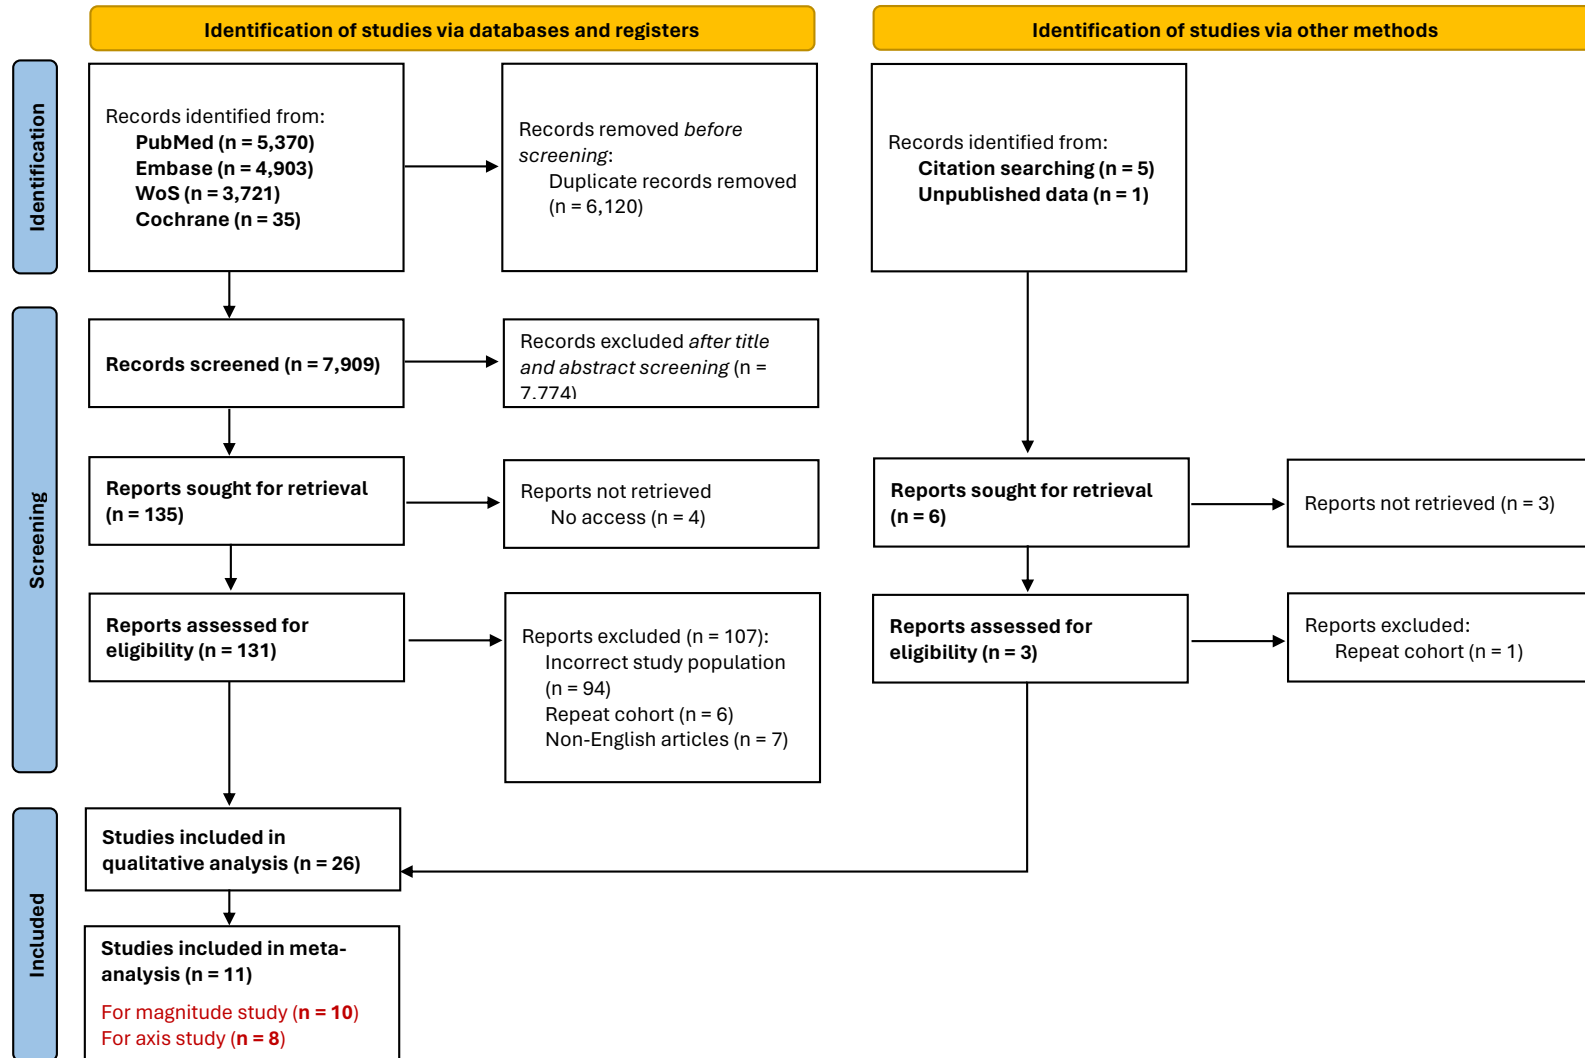 Identification of studies via databases and registers
Identification of studies via other methods
Identification
Records identified from:
PubMed (n = 5,370)
Embase (n = 4,903)
WoS (n = 3,721)
Cochrane (n = 35)
Records removed before
screening:
Duplicate records removed
(n = 6,120)
Records identified from:
Citation searching (n = 5)
Unpublished data (n = 1)
Screening
Records screened (n = 7,909)
Records excluded after title
and abstract screening (n =
7,774)
Reports sought for retrieval
(n = 135)
Reports not retrieved
No access (n = 4)
Reports sought for retrieval
(n = 6)
Reports not retrieved (n = 3)
Reports assessed for
eligibility (n = 131)
Reports excluded (n = 107):
Incorrect study population
(n = 94)
Repeat cohort (n = 6)
Non-English articles (n = 7)
Reports assessed for
eligibility (n = 3)
Reports excluded:
Repeat cohort (n = 1)
Included
Studies included in
qualitative analysis (n = 26)
Studies included in meta-
analysis (n = 11)
For magnitude study (n = 10)
For axis study (n = 8)